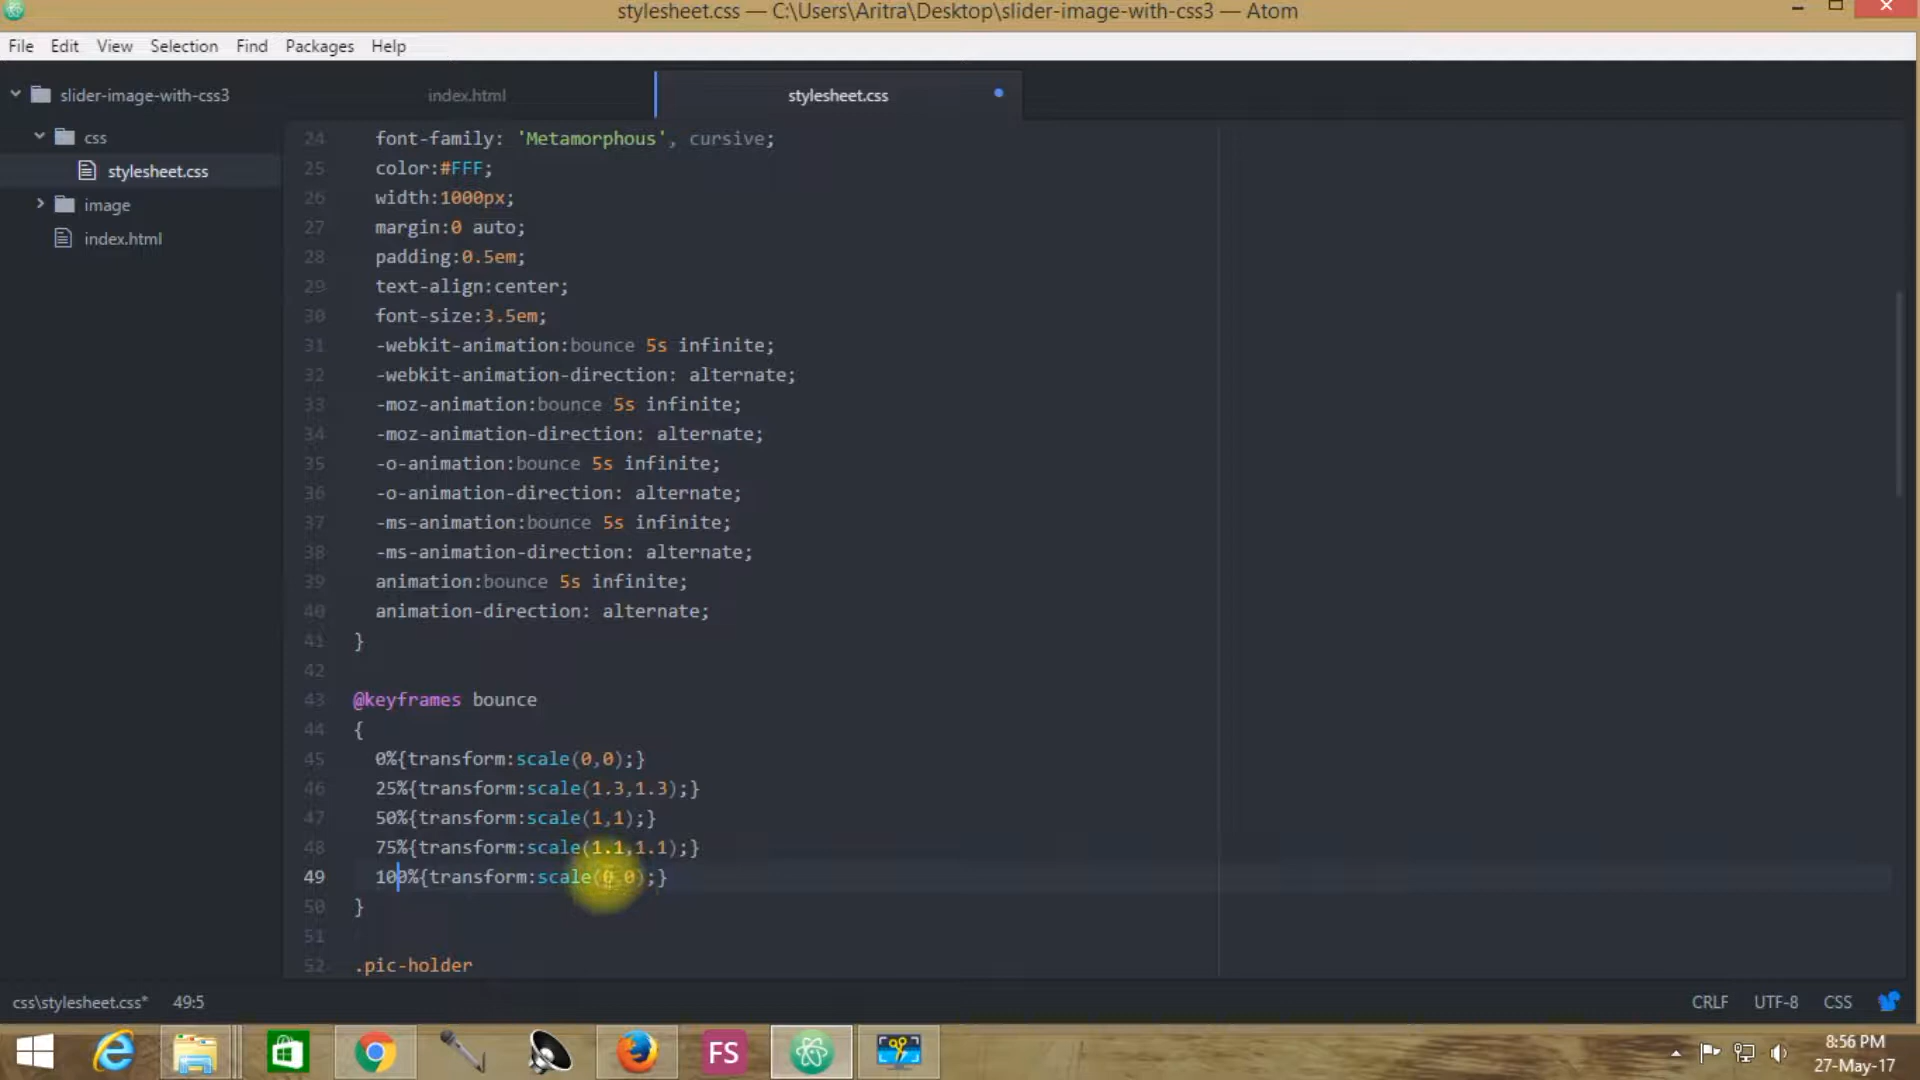 stylesheet.css — C:\Users\Aritra\Desktop\slider-image-with-css3 — Atom
File Edit View Selection Find Packages Help
slider-image-with-css3
css
stylesheet.css
image
index.html
index.html
stylesheet.css
24 font-family: 'Metamorphous', cursive;
25 color:#FFF;
26 width:1000px;
27 margin:0 auto;
28 padding:0.5em;
29 text-align:center;
30 font-size:3.5em;
31 -webkit-animation:bounce 5s infinite;
32 -webkit-animation-direction: alternate;
33 -moz-animation:bounce 5s infinite;
34 -moz-animation-direction: alternate;
35 -o-animation:bounce 5s infinite;
36 -o-animation-direction: alternate;
37 -ms-animation:bounce 5s infinite;
38 -ms-animation-direction: alternate;
39 animation:bounce 5s infinite;
40 animation-direction: alternate;
41 }
42
43 @keyframes bounce
44 {
45 0%{transform:scale(0,0);}
46 25%{transform:scale(1.3,1.3);}
47 50%{transform:scale(1,1);}
48 75%{transform:scale(1.1,1.1);}
49 100%{transform:scale(0,0);}
50 }
51
52 .pic-holder
css\stylesheet.css* 49:5
CRLF UTF-8 CSS
FS
8:56 PM
27-May-17